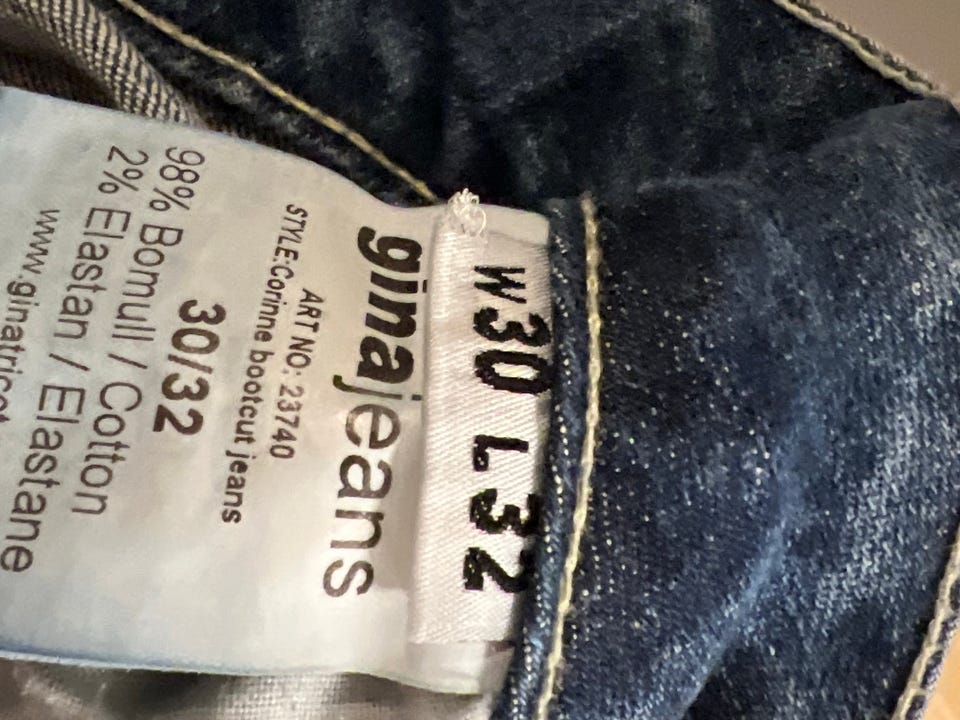 W30 L32
ginajeans
ART NO: 23740
STYLE:Corinne bootcut jeans
30/32
98% Bomull / Cotton
2% Elastan / Elastane